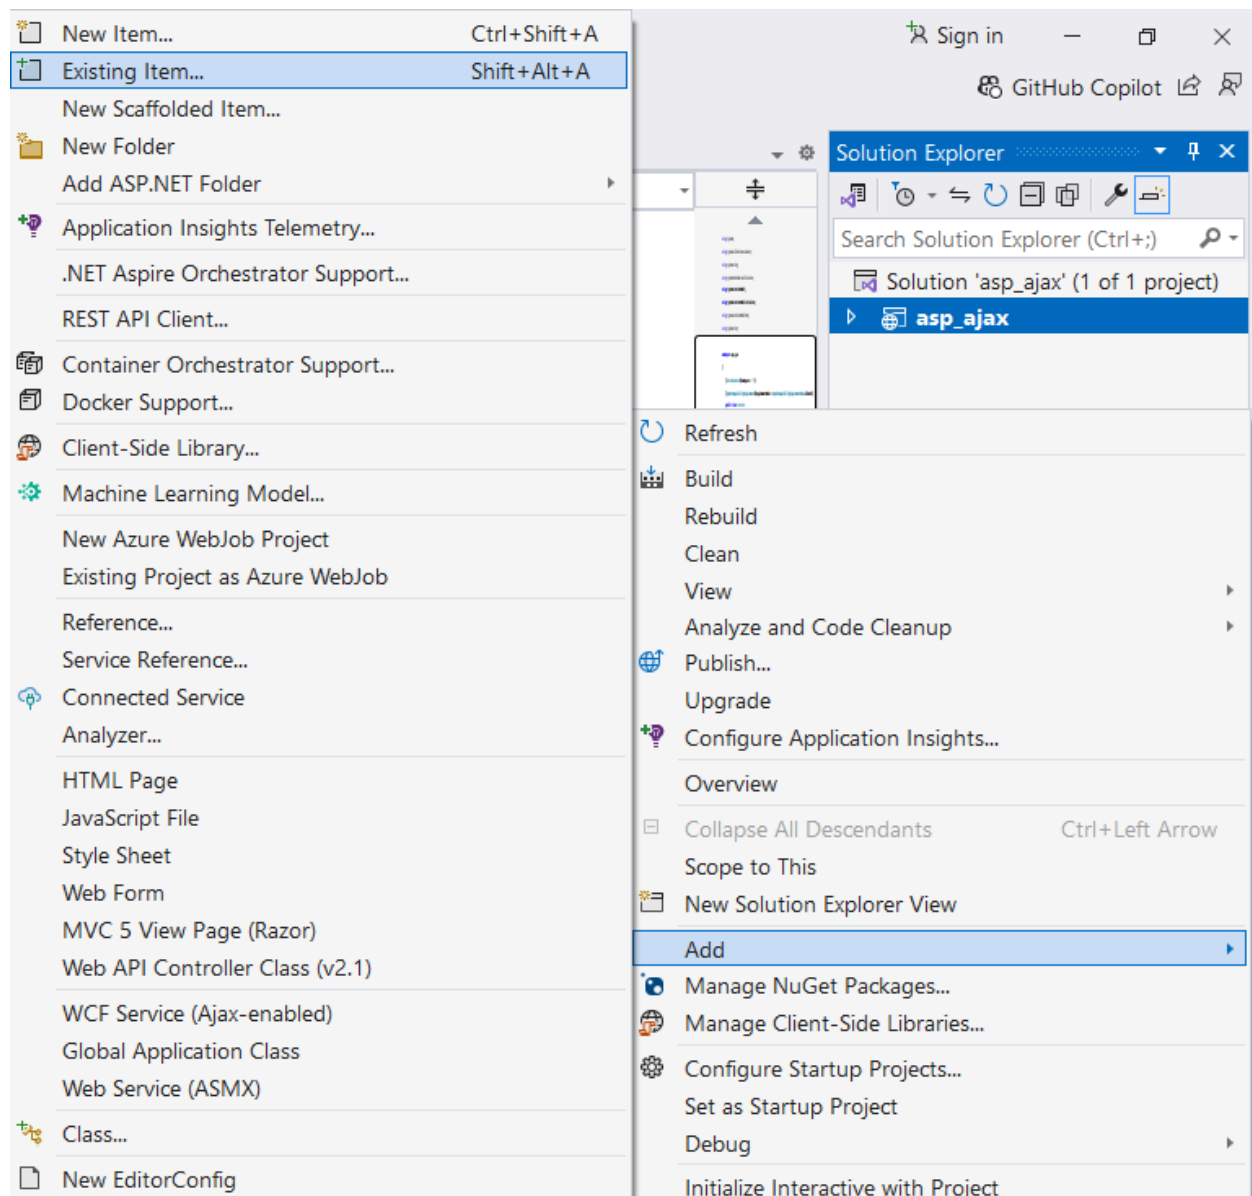 New Item... Ctrl+Shift+A
Existing Item... Shift+Alt+A
New Scaffolded Item...
New Folder
Add ASP.NET Folder
Application Insights Telemetry...
.NET Aspire Orchestrator Support...
REST API Client...
Container Orchestrator Support...
Docker Support...
Client-Side Library...
Machine Learning Model...
New Azure WebJob Project
Existing Project as Azure WebJob
Reference...
Service Reference...
Connected Service
Analyzer...
HTML Page
JavaScript File
Style Sheet
Web Form
MVC 5 View Page (Razor)
Web API Controller Class (v2.1)
WCF Service (Ajax-enabled)
Global Application Class
Web Service (ASMX)
Class...
New EditorConfig
Sign in
GitHub Copilot
Solution Explorer
Search Solution Explorer (Ctrl+;)
Solution 'asp_ajax' (1 of 1 project)
asp_ajax
Refresh
Build
Rebuild
Clean
View
Analyze and Code Cleanup
Publish...
Upgrade
Configure Application Insights...
Overview
Collapse All Descendants Ctrl+Left Arrow
Scope to This
New Solution Explorer View
Add
Manage NuGet Packages...
Manage Client-Side Libraries...
Configure Startup Projects...
Set as Startup Project
Debug
Initialize Interactive with Project